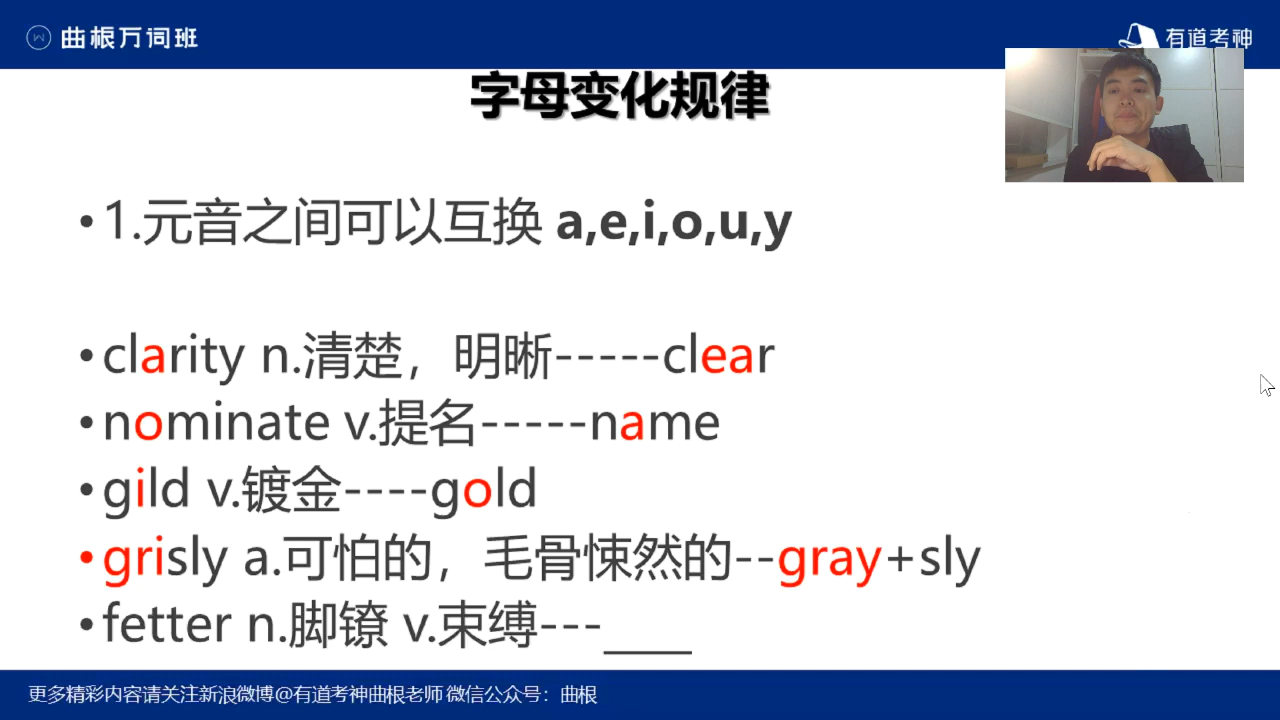 曲根万词班
有道考神
字母变化规律
•1.元音之间可以互换 a,e,i,o,u,y
•clarity n.清楚，明晰-----clear
•nominate v.提名-----name
•gild v.镀金----gold
•grisly a.可怕的，毛骨悚然的--gray+sly
•fetter n.脚镣 v.束缚---____
更多精彩内容请关注新浪微博@有道考神曲根老师 微信公众号：曲根